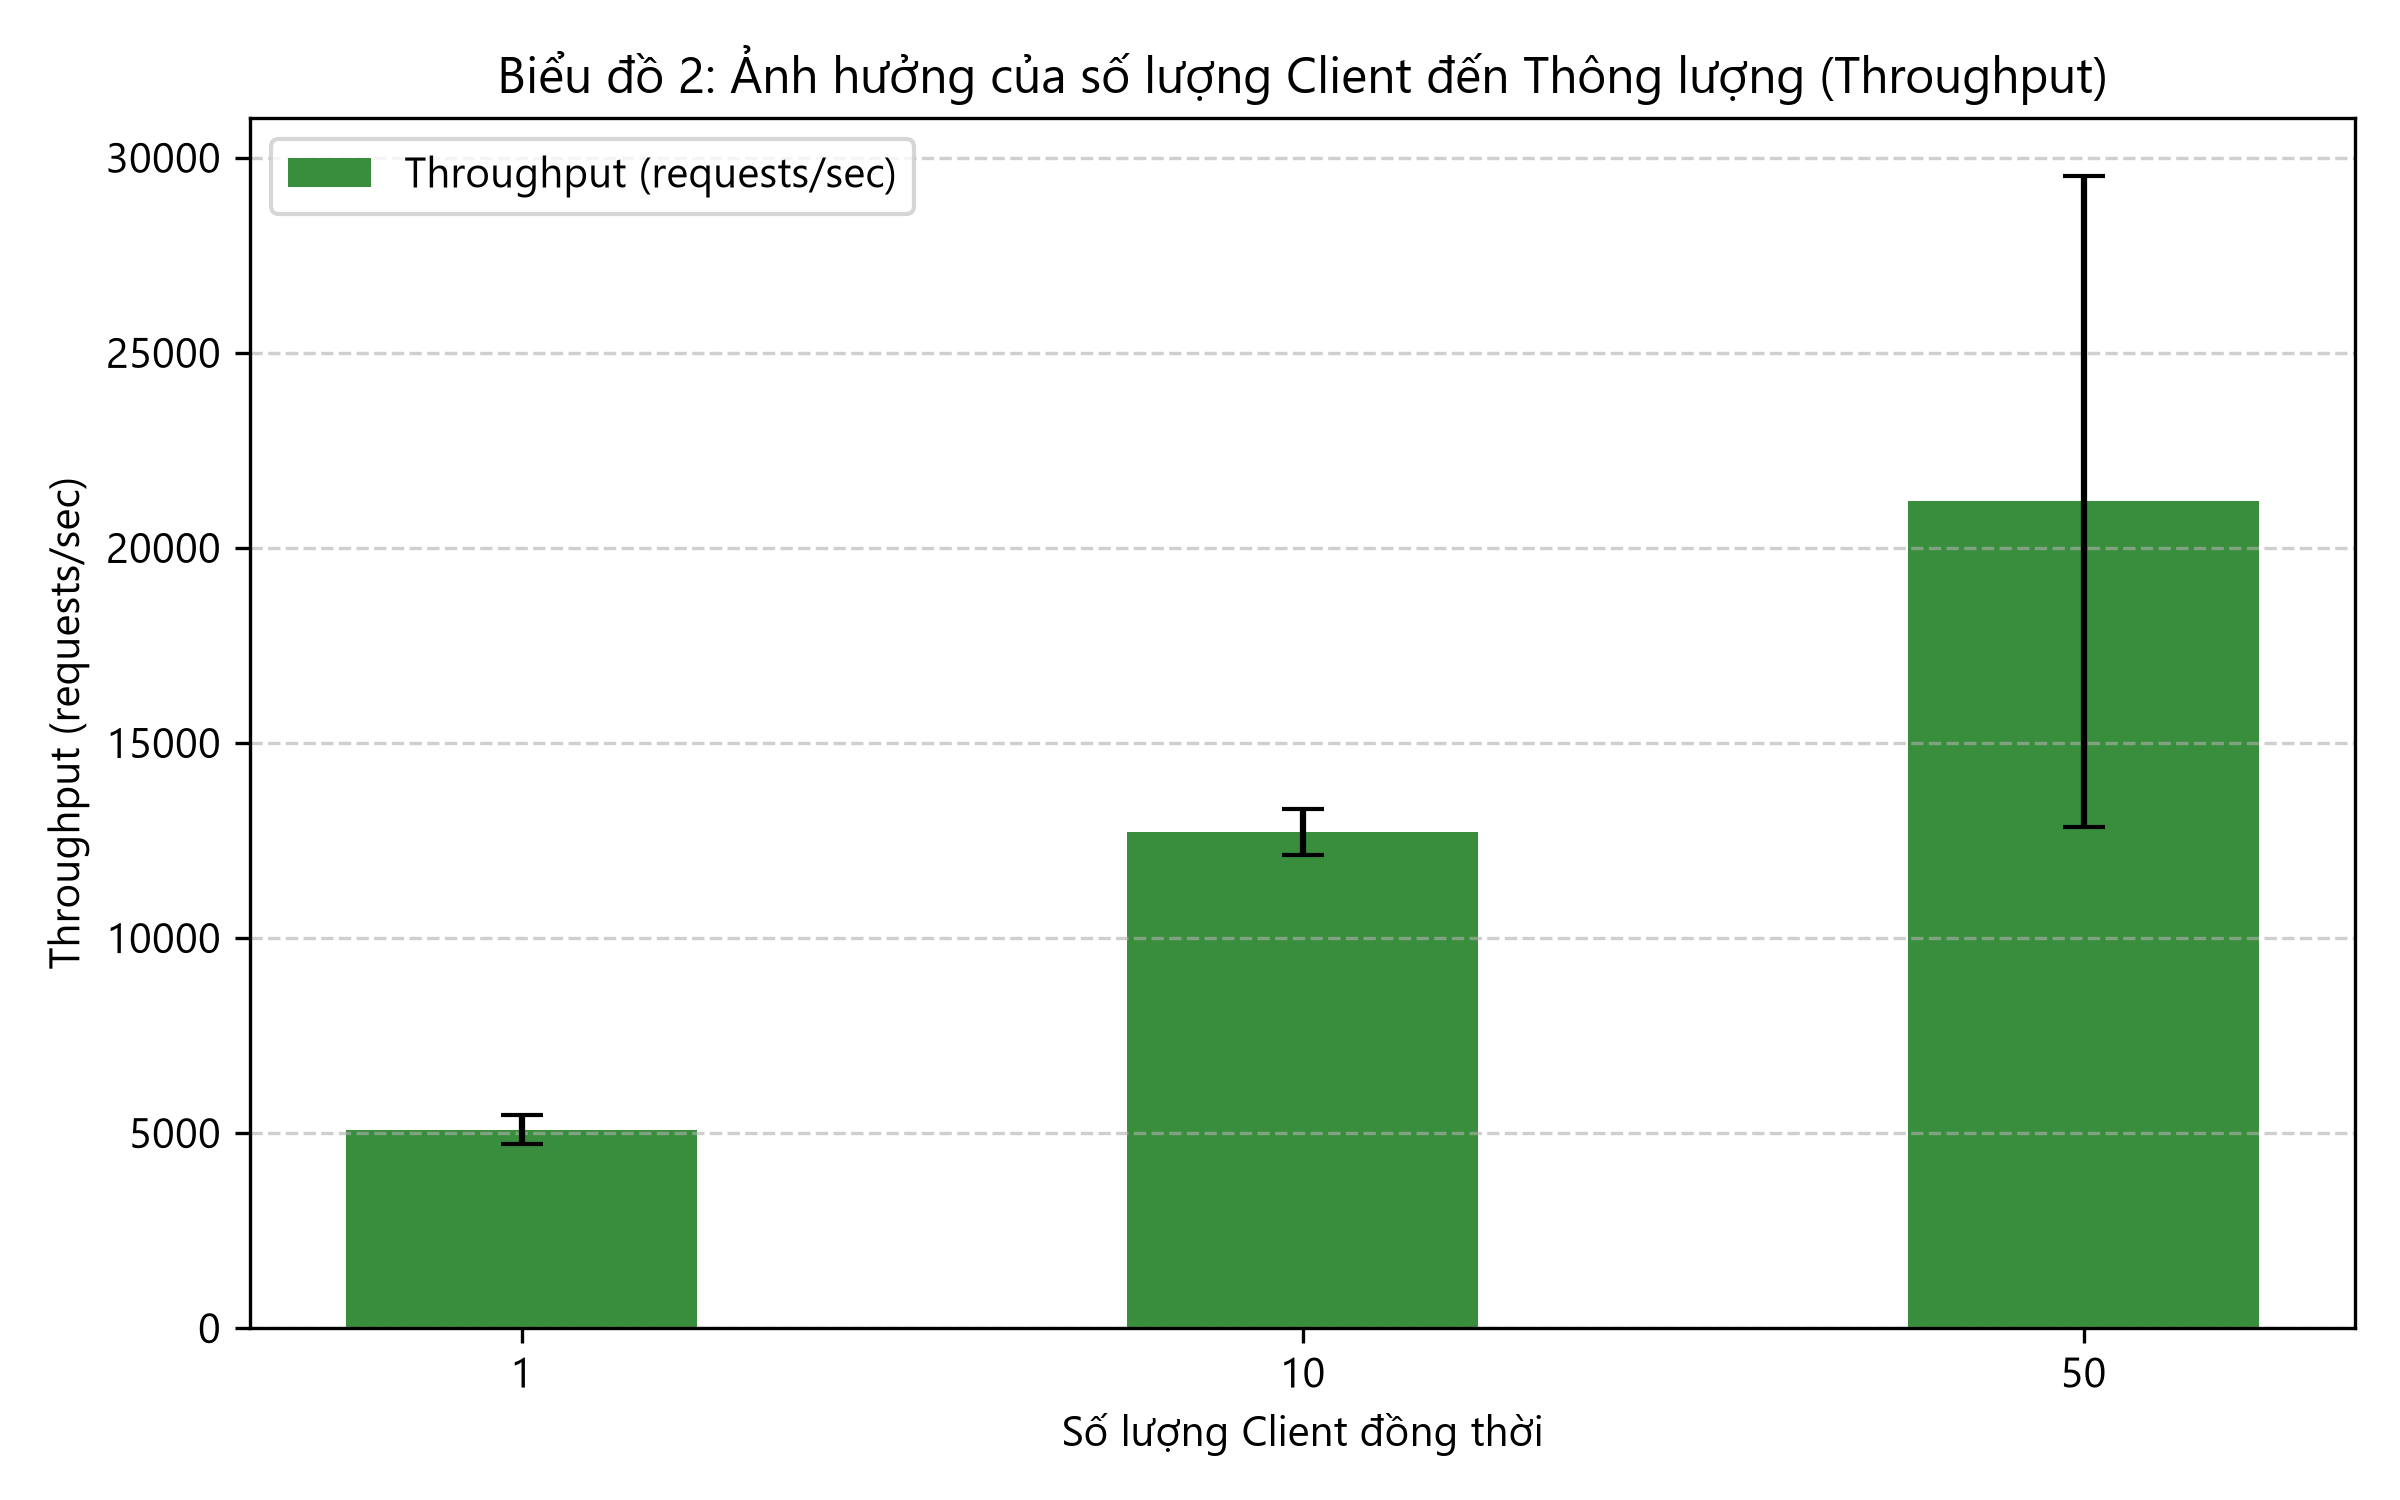 Biểu đồ 2: Ảnh hưởng của số lượng Client đến Thông lượng (Throughput)
Throughput (requests/sec)
30000
25000
20000
15000
10000
5000
0
Throughput (requests/sec)
1
10
50
Số lượng Client đồng thời